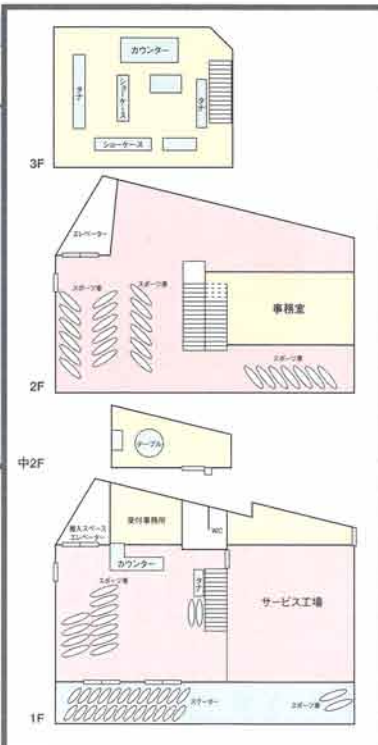 カウンター
タナ
ショーケース
タナ
ショーケース
3F
エレベーター
スポーツ車
スポーツ車
事務室
スポーツ車
2F
テーブル
中2F
搬入スペース
エレベーター
受付事務所
WC
カウンター
スポーツ車
タナ
サービス工場
スクーター
スポーツ車
1F